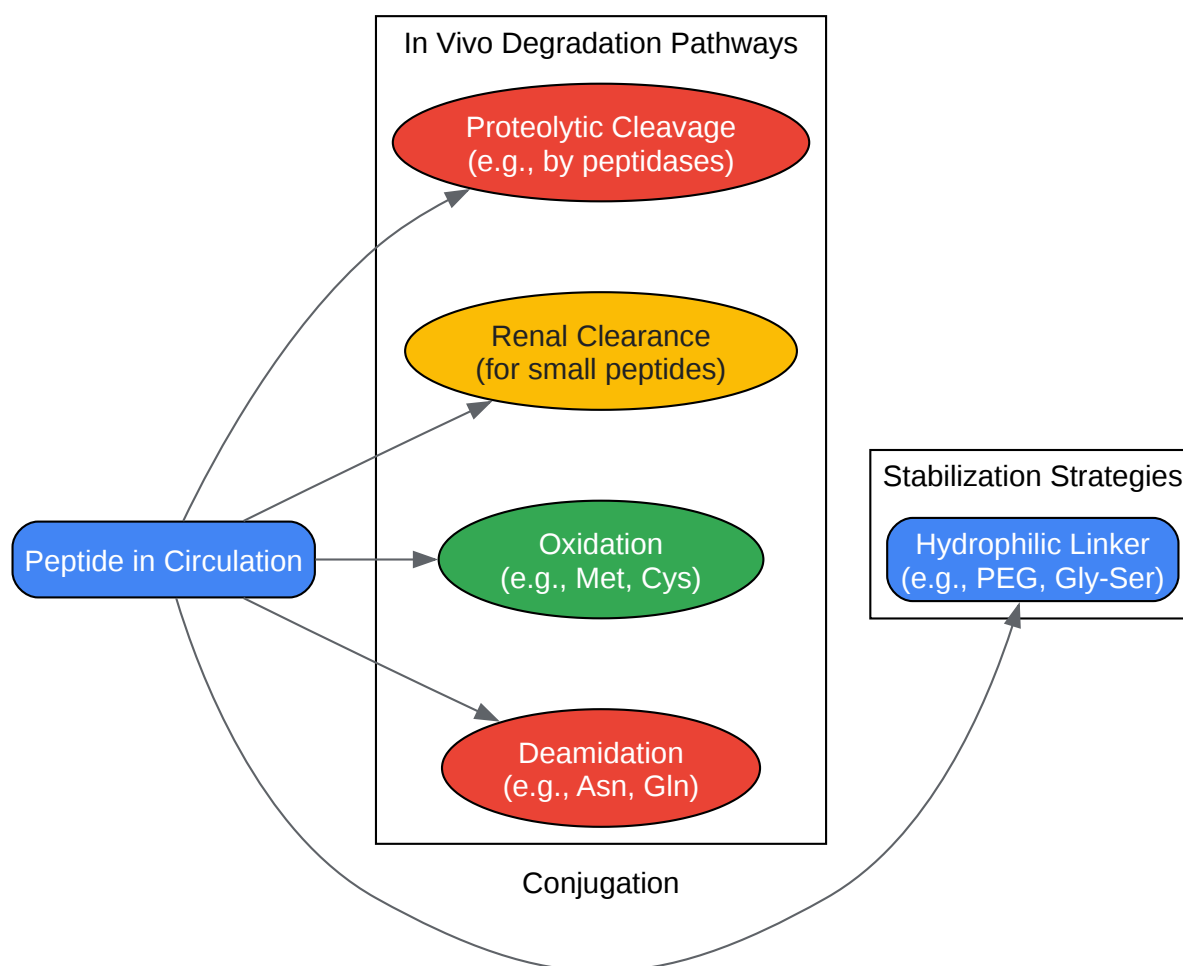 In Vivo Degradation Pathways
Proteolytic Cleavage
(e.g., by peptidases)
Renal Clearance
(for small peptides)
Stabilization Strategies
Peptide in Circulation
Oxidation
(e.g., Met, Cys)
Hydrophilic Linker
(e.g., PEG, Gly-Ser)
Deamidation
(e.g., Asn, Gln)
Conjugation